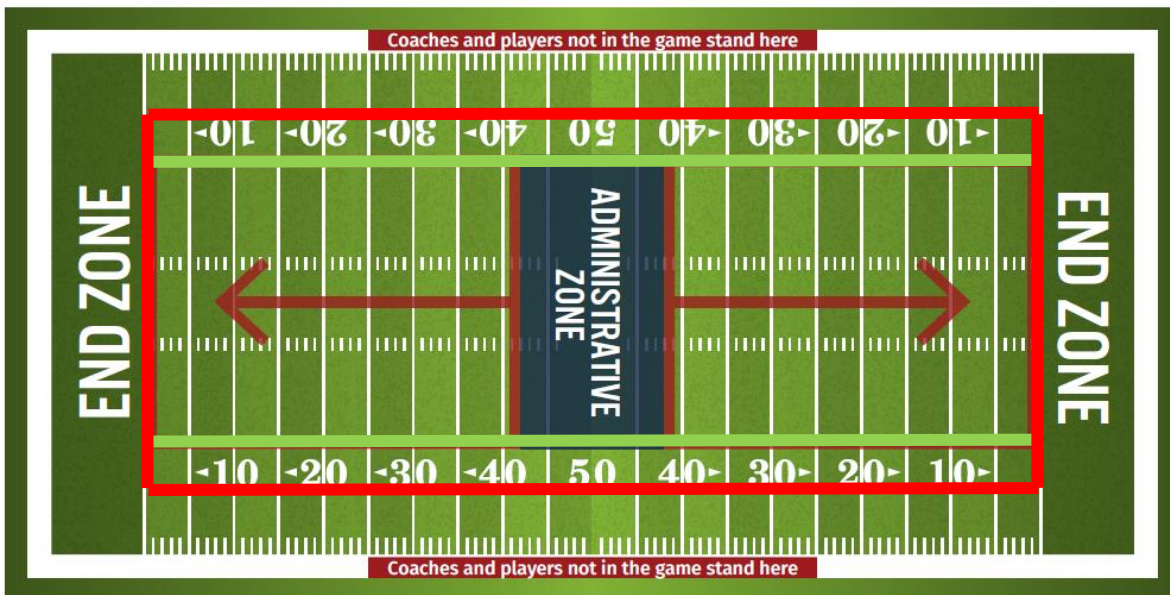 Coaches and players not in the game stand here
10 20 30 40 50 40 30 20 10
END ZONE
ADMINISTRATIVE
ZONE
END ZONE
10 20 30 40 50 40 30 20 10
Coaches and players not in the game stand here